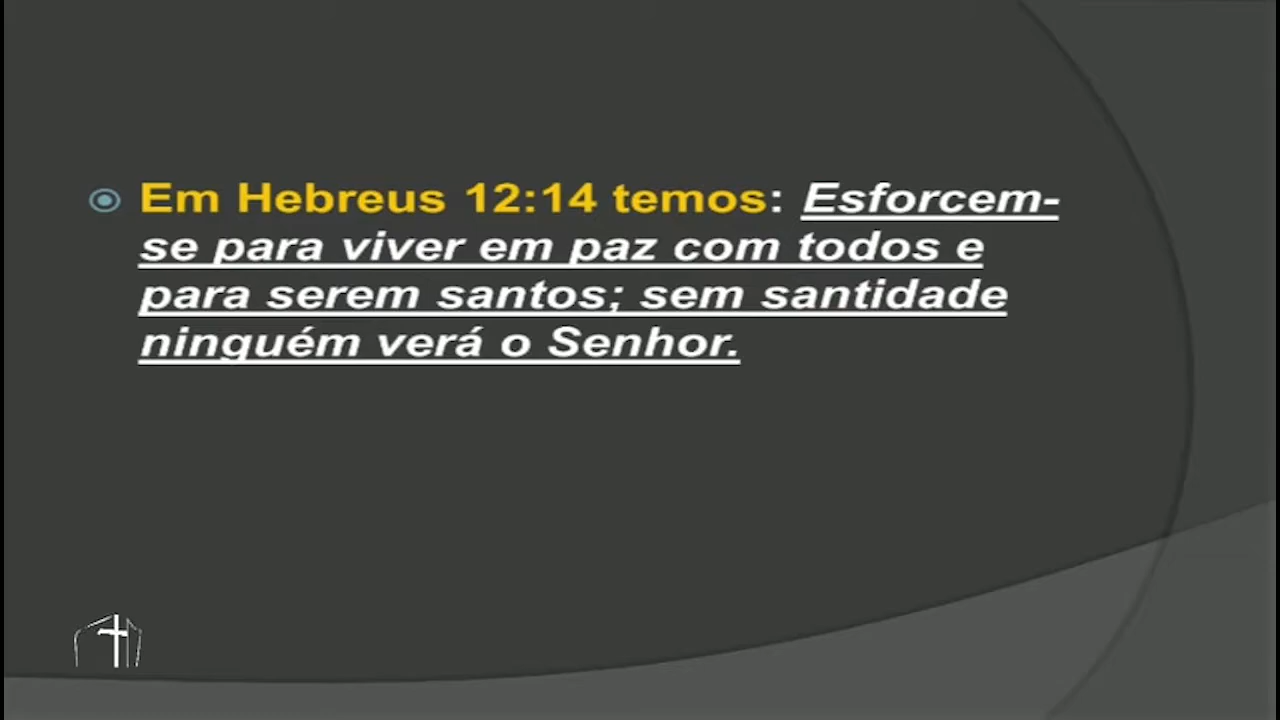 Em Hebreus 12:14 temos: Esforcem-
se para viver em paz com todos e
para serem santos; sem santidade
ninguém verá o Senhor.